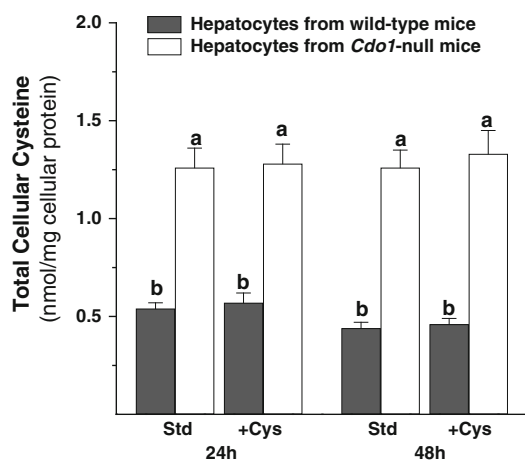 Hepatocytes from wild-type mice
Hepatocytes from Cdo1-null mice
Total Cellular Cysteine
(nmol/mg cellular protein)
2.0
1.5
1.0
0.5
a
a
a
a
b
b
b
b
Std
+Cys
Std
+Cys
24h
48h